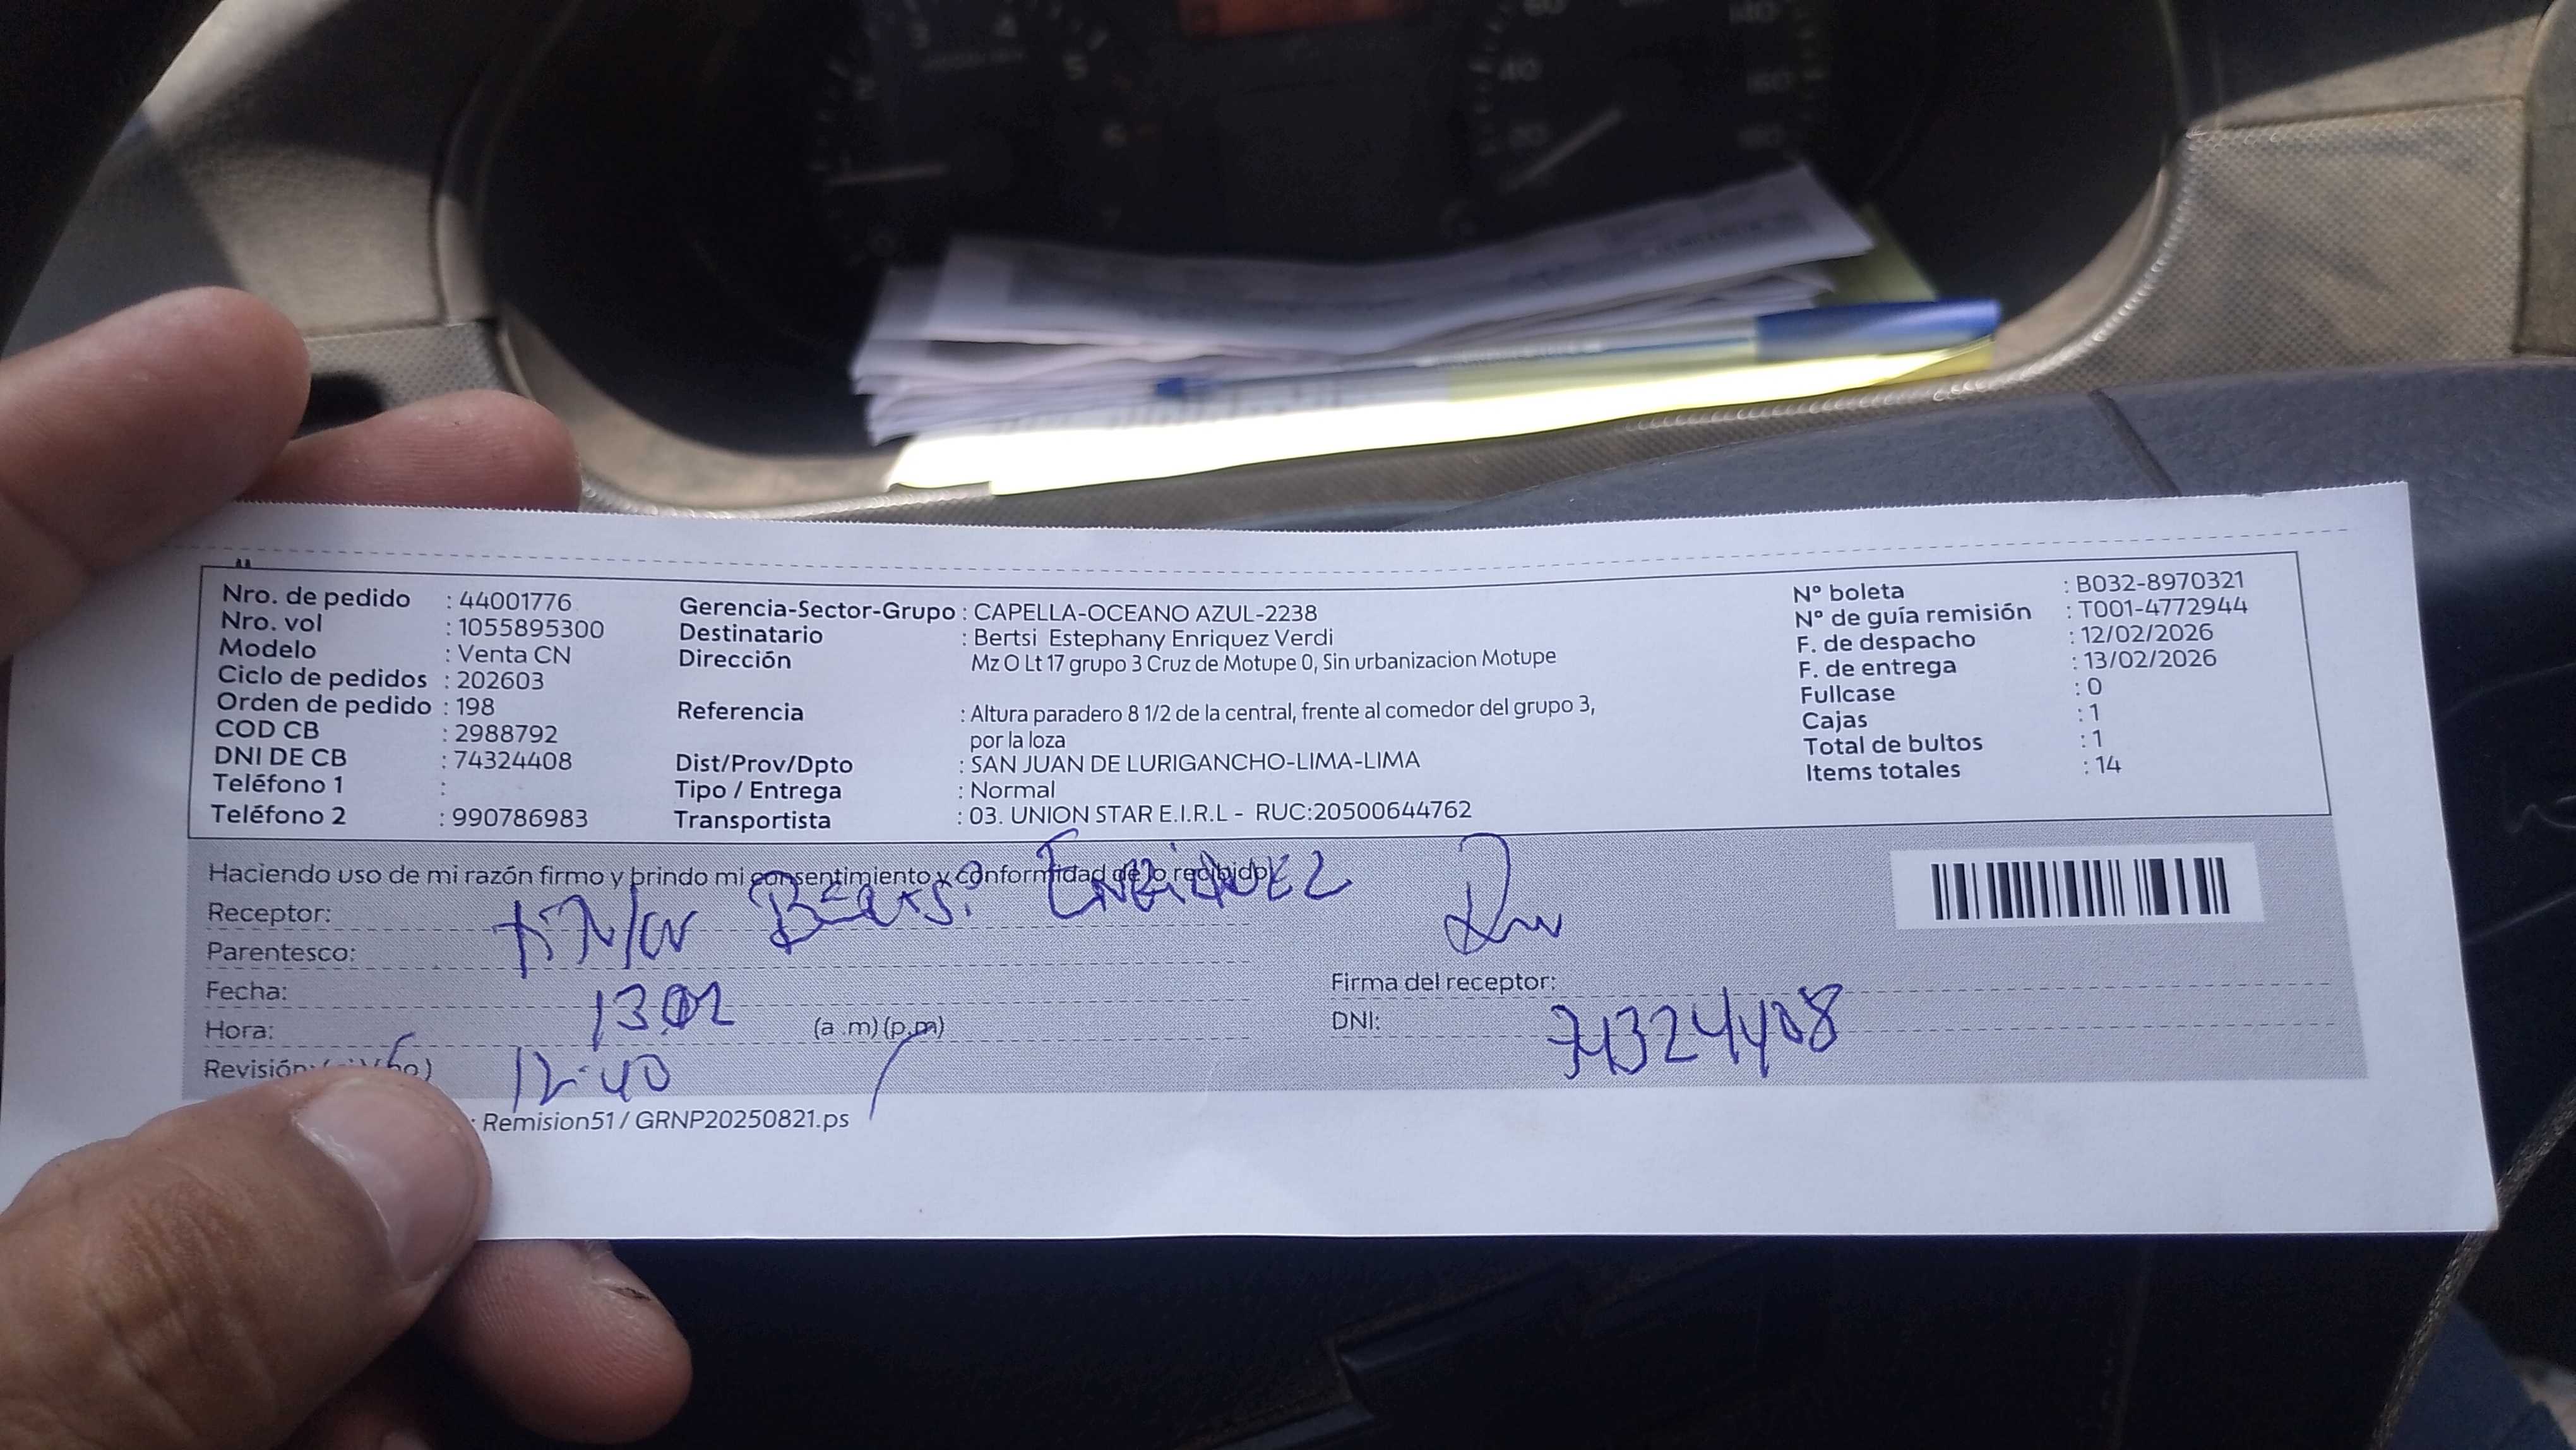 Nro. de pedido : 44001776
Nro. vol : 1055895300
Modelo : Venta CN
Ciclo de pedidos : 202603
Orden de pedido : 198
COD CB : 2988792
DNI DE CB : 74324408
Teléfono 1 :
Teléfono 2 : 990786983
Gerencia-Sector-Grupo : CAPELLA-OCEANO AZUL-2238
Destinatario : Bertsi Estephany Enriquez Verdi
Dirección Mz O Lt 17 grupo 3 Cruz de Motupe 0, Sin urbanizacion Motupe
Referencia : Altura paradero 8 1/2 de la central, frente al comedor del grupo 3,
por la loza
Dist/Prov/Dpto : SAN JUAN DE LURIGANCHO-LIMA-LIMA
Tipo / Entrega : Normal
Transportista : 03. UNION STAR E.I.R.L - RUC:20500644762
Nº boleta : B032-8970321
Nº de guía remisión : T001-4772944
F. de despacho : 12/02/2026
F. de entrega : 13/02/2026
Fullcase : 0
Cajas : 1
Total de bultos : 1
Items totales : 14
Haciendo uso de mi razón firmo y brindo mi consentimiento y conformidad de lo recibido
Receptor: Bertsi Enriquez
Parentesco:
Fecha: 13.02
Hora: 12:40 (a .m) (p.m)
Revisión:
Firma del receptor:
DNI: 74324408
: Remision51 / GRNP20250821.ps